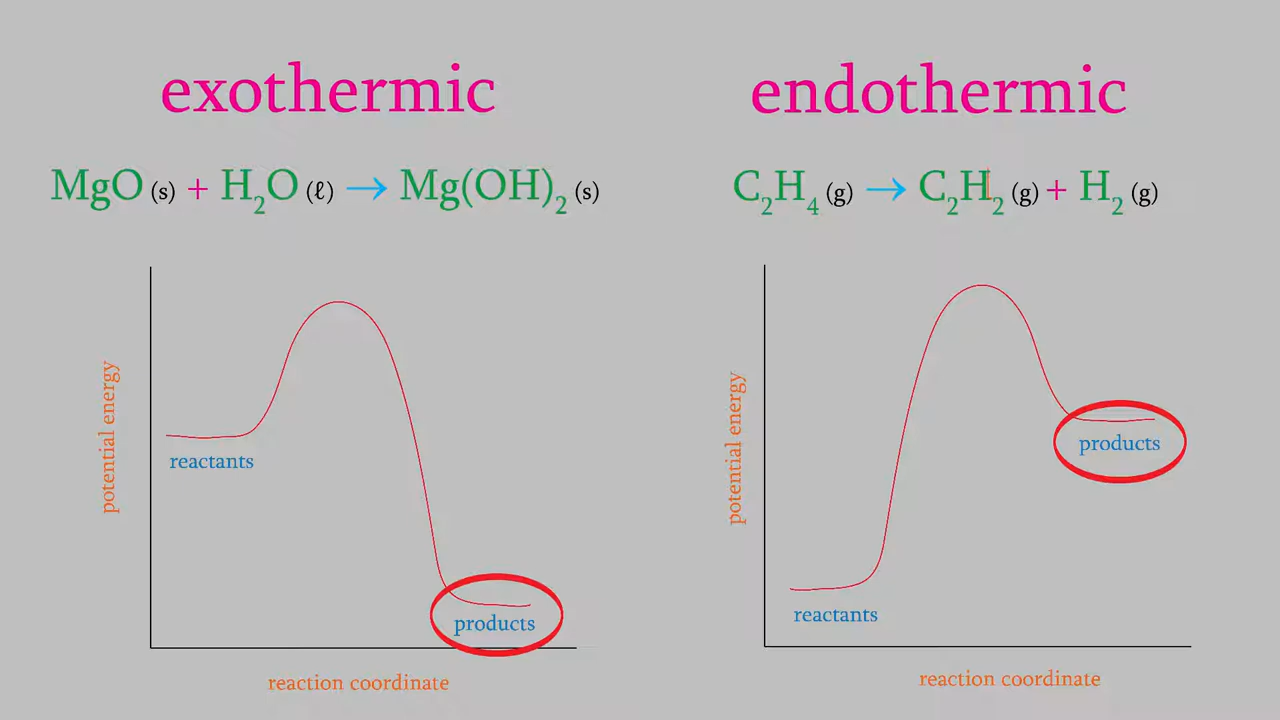 exothermic
MgO (s) + H₂O (ℓ) → Mg(OH)₂ (s)
potential energy
reactants
products
reaction coordinate
endothermic
C₂H₄ (g) → C₂H₂ (g) + H₂ (g)
potential energy
products
reactants
reaction coordinate